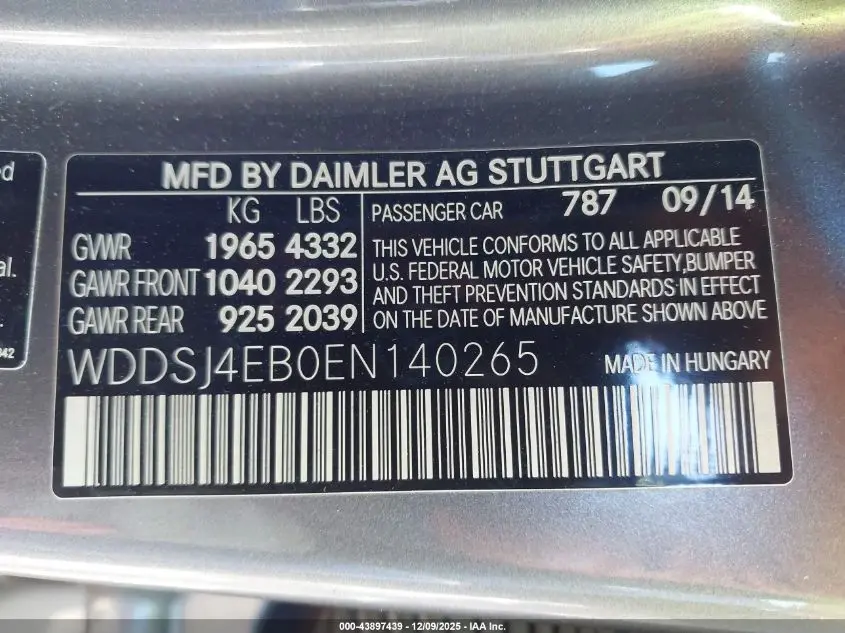 ed
al.
942
MFD BY DAIMLER AG STUTTGART
KG LBS
GVWR 1965 4332
GAWR FRONT 1040 2293
GAWR REAR 925 2039
PASSENGER CAR 787 09/14
THIS VEHICLE CONFORMS TO ALL APPLICABLE
U.S. FEDERAL MOTOR VEHICLE SAFETY,BUMPER
AND THEFT PREVENTION STANDARDS IN EFFECT
ON THE DATE OF MANUFACTURE SHOWN ABOVE
WDDSJ4EB0EN140265 MADE IN HUNGARY
000-43897439 - 12/09/2025 - IAA Inc.